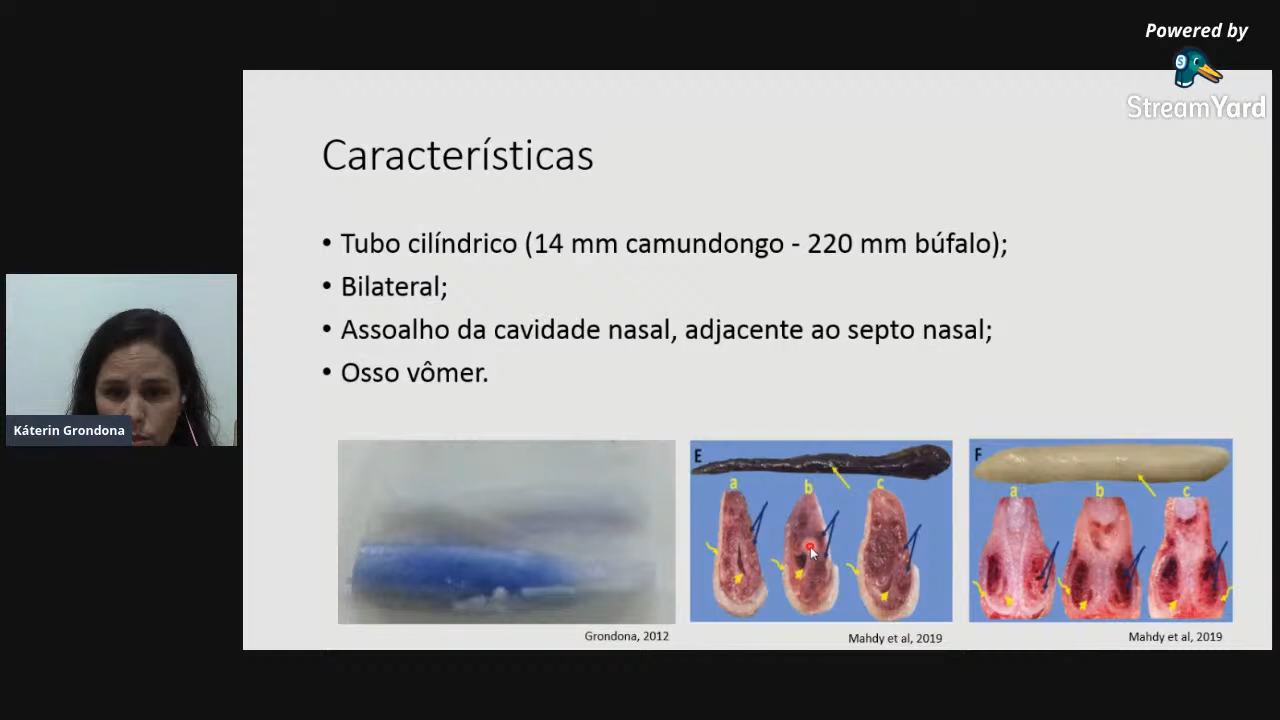 Powered by
StreamYard
Características
• Tubo cilíndrico (14 mm camundongo - 220 mm búfalo);
• Bilateral;
• Assoalho da cavidade nasal, adjacente ao septo nasal;
• Osso vômer.
Káterin Grondona
E
a b c
F
a b c
Grondona, 2012
Mahdy et al, 2019
Mahdy et al, 2019